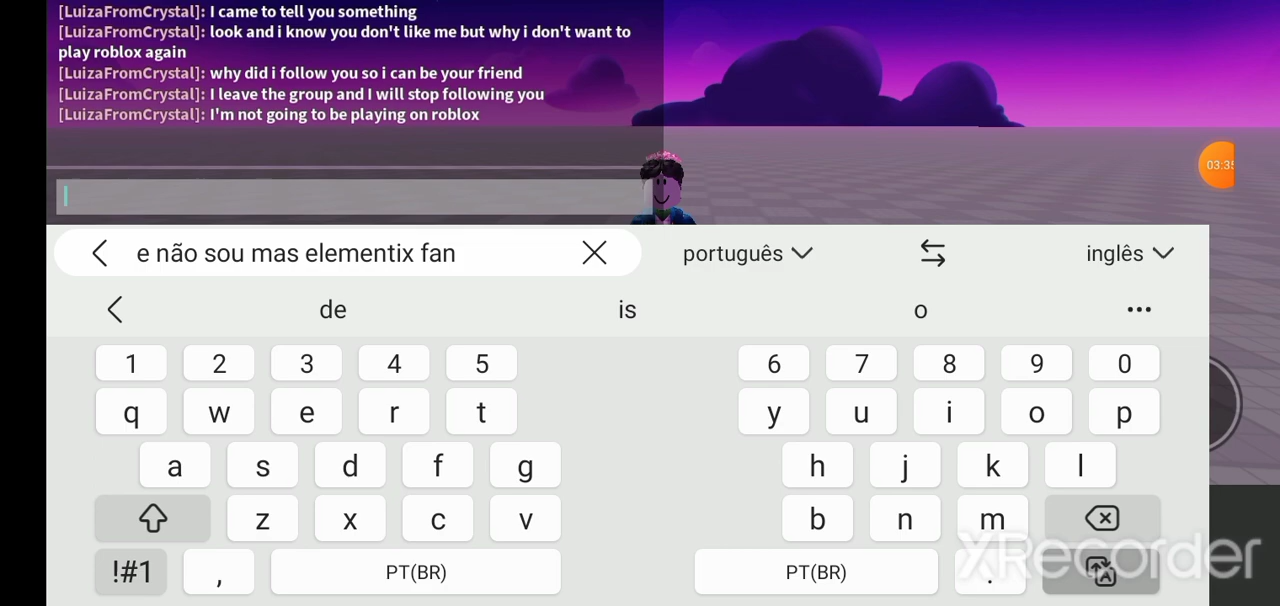 [LuizaFromCrystal]: I came to tell you something
[LuizaFromCrystal]: look and i know you don't like me but why i don't want to
play roblox again
[LuizaFromCrystal]: why did i follow you so i can be your friend
[LuizaFromCrystal]: I leave the group and I will stop following you
[LuizaFromCrystal]: I'm not going to be playing on roblox
03:35
e não sou mas elementix fan
português
inglês
de is o
1 2 3 4 5 6 7 8 9 0
q w e r t y u i o p
a s d f g h j k l
z x c v b n m
!#1 , PT(BR) PT(BR) .
XRecorder